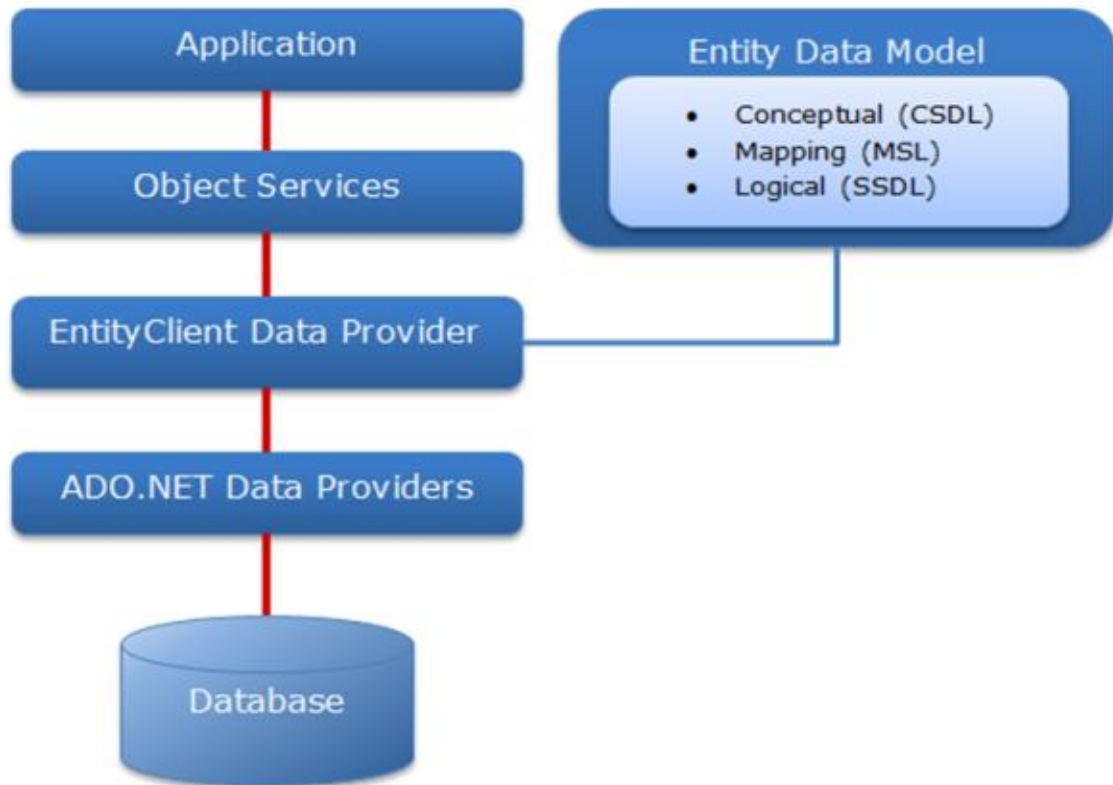 Application
Entity Data Model
• Conceptual (CSDL)
• Mapping (MSL)
• Logical (SSDL)
Object Services
EntityClient Data Provider
ADO.NET Data Providers
Database